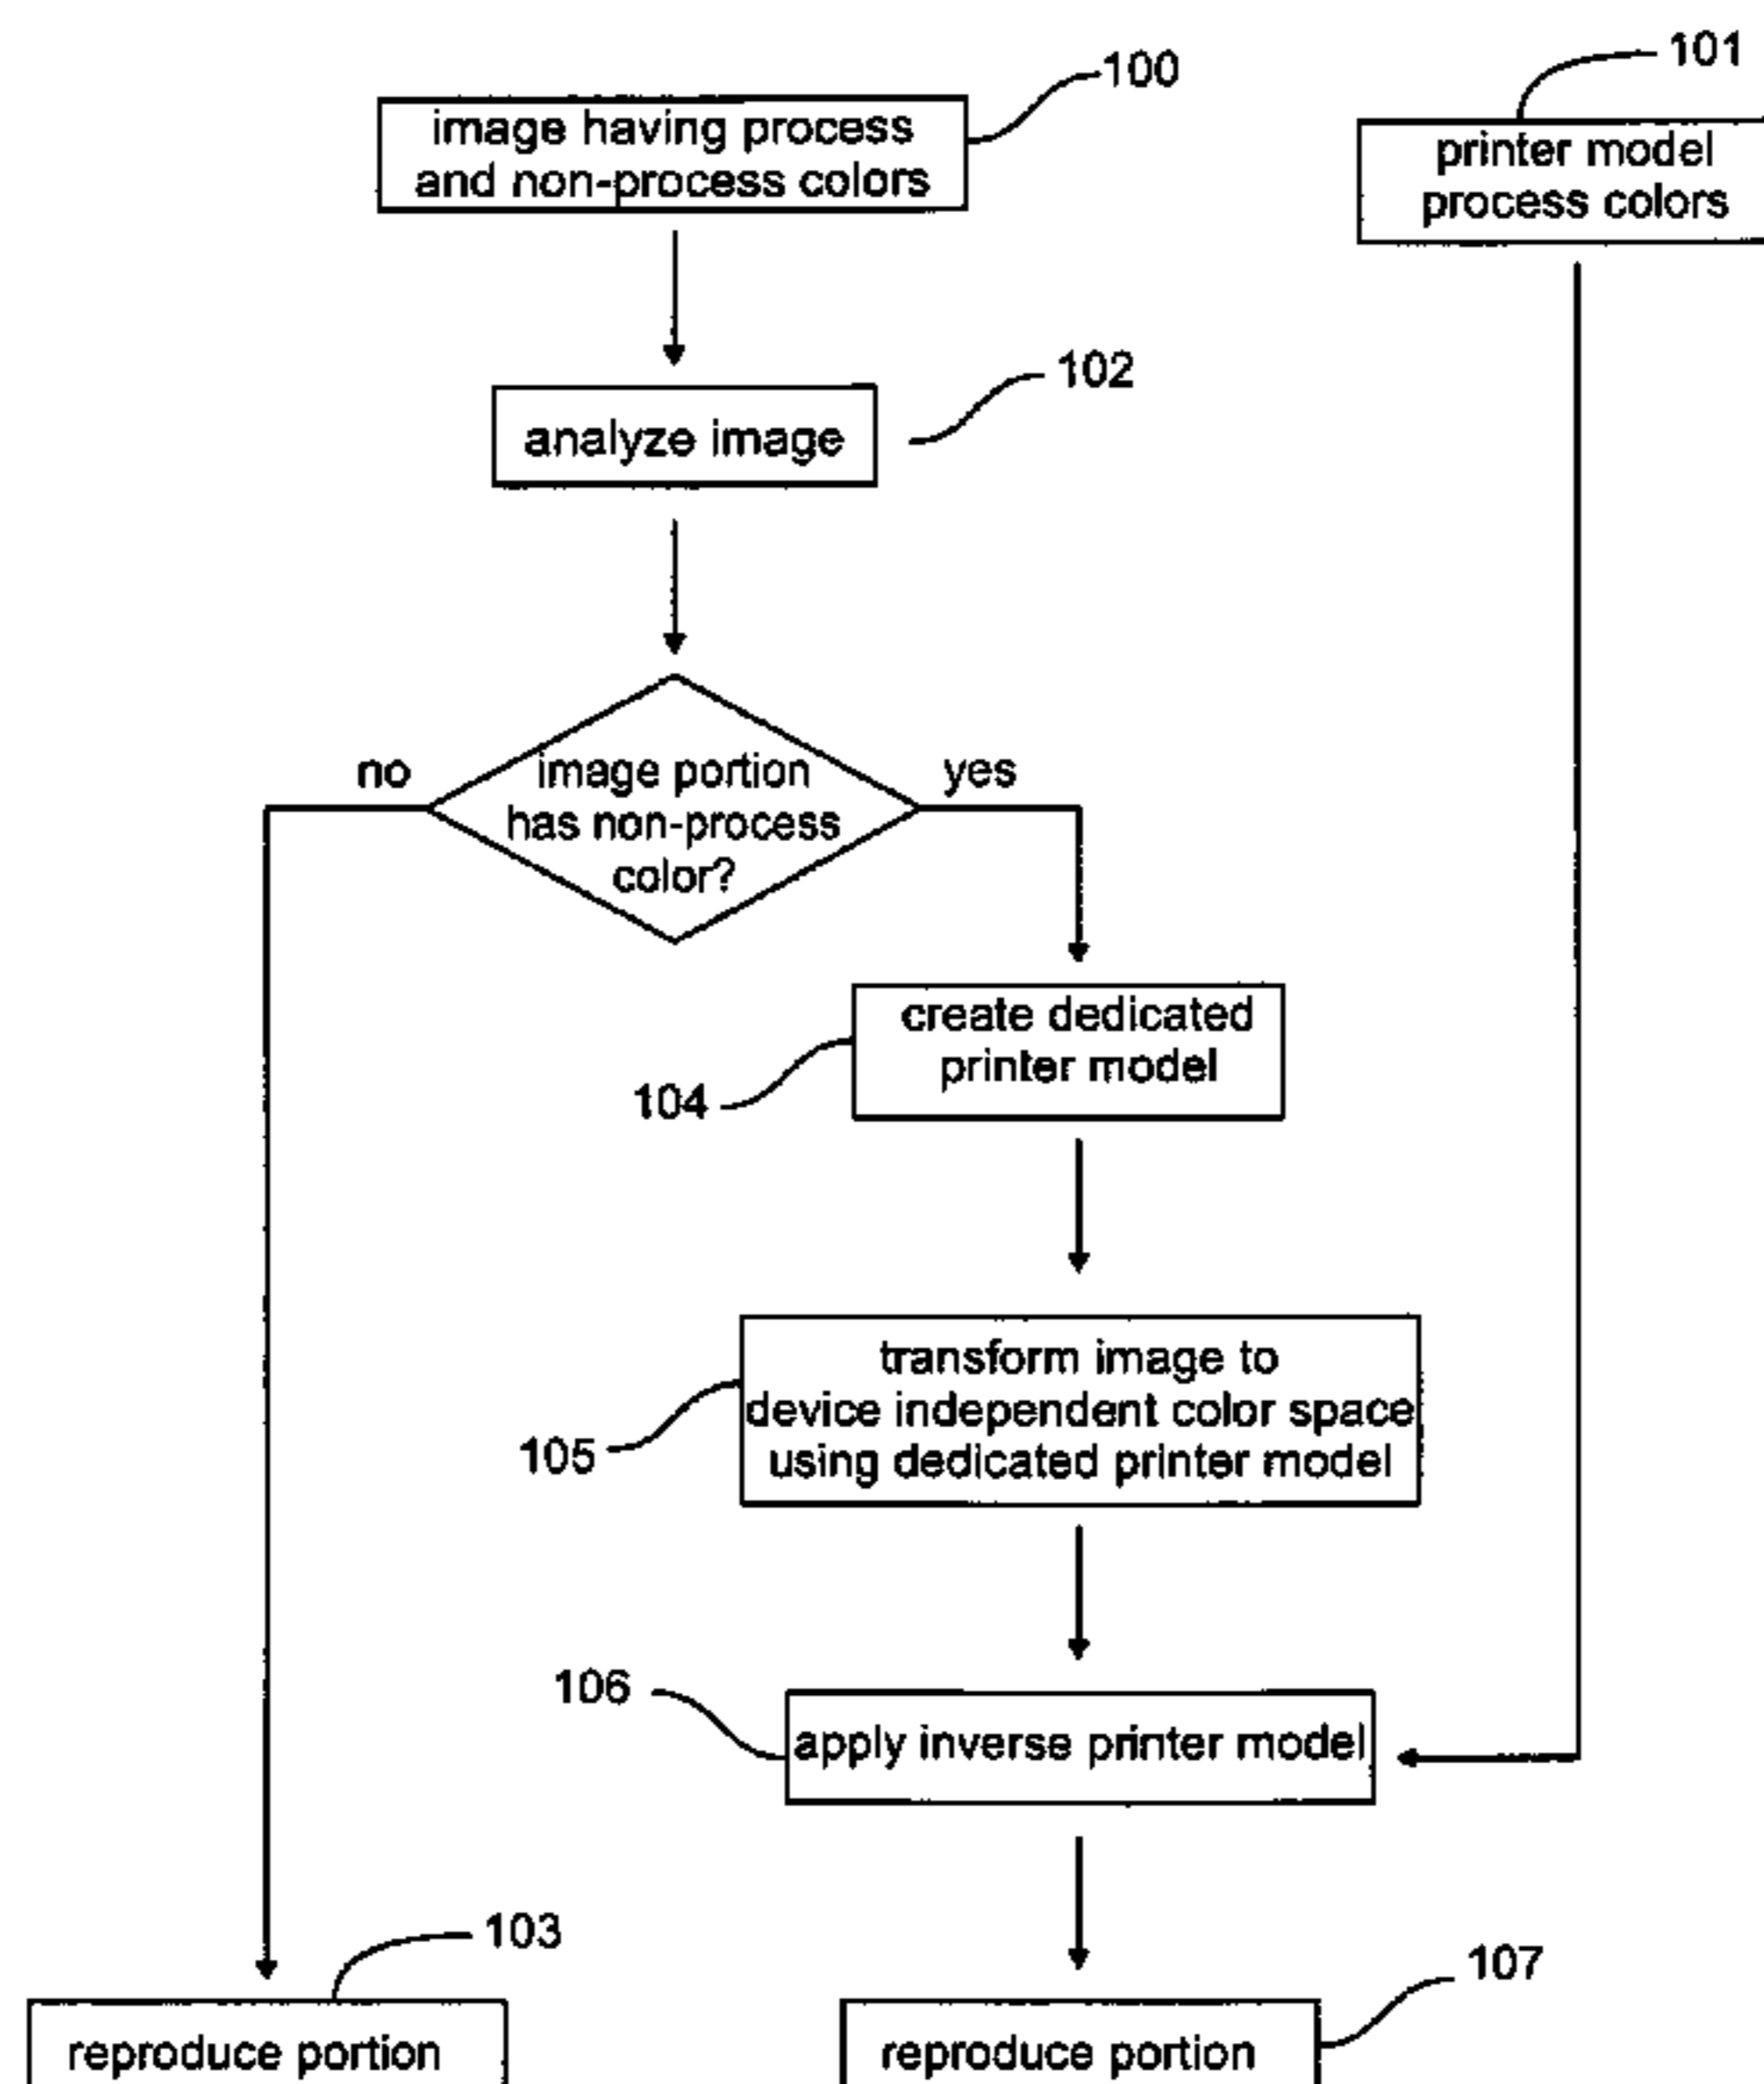 100
101
image having process
and non-process colors
printer model
process colors
102
analyze image
no
yes
image portion
has non-process
color?
create dedicated
printer model
104
transform image to
device independent color space
using dedicated printer model
105
106
apply inverse printer model
103
107
reproduce portion
reproduce portion